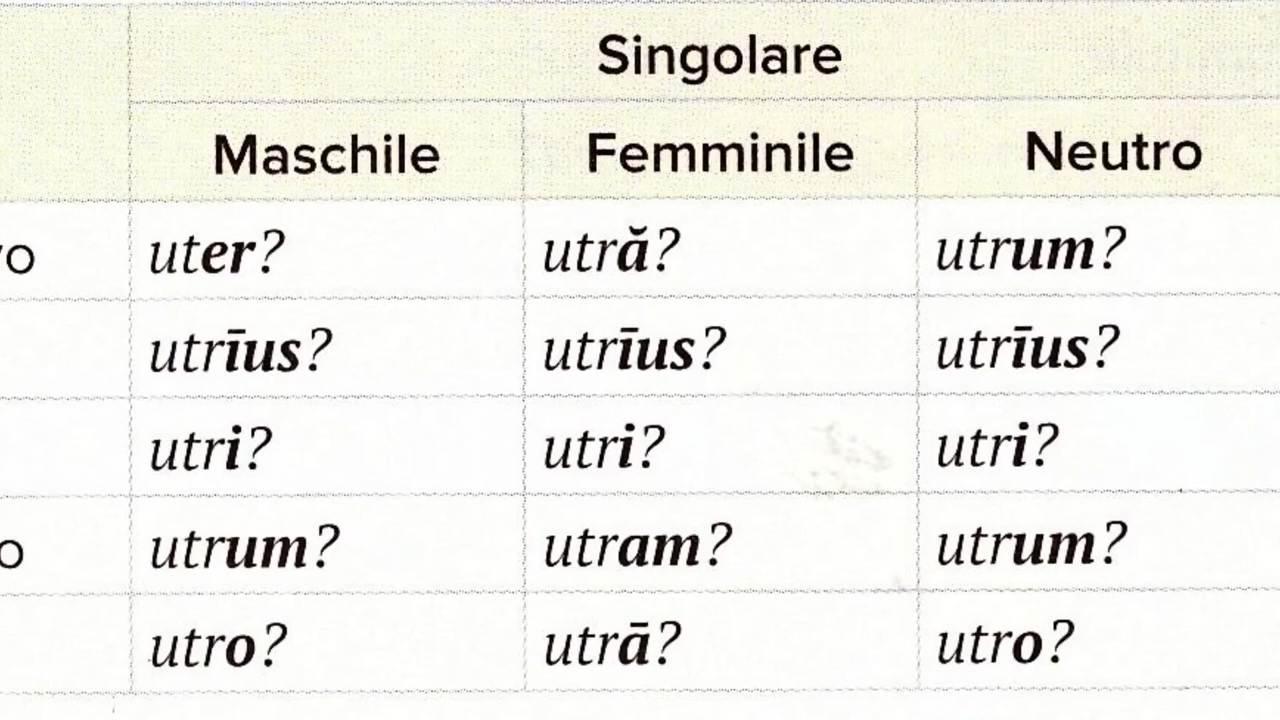 Singolare
Maschile Femminile Neutro
uter? utră? utrum?
utrīus? utrīus? utrīus?
utri? utri? utri?
utrum? utram? utrum?
utro? utrā? utro?